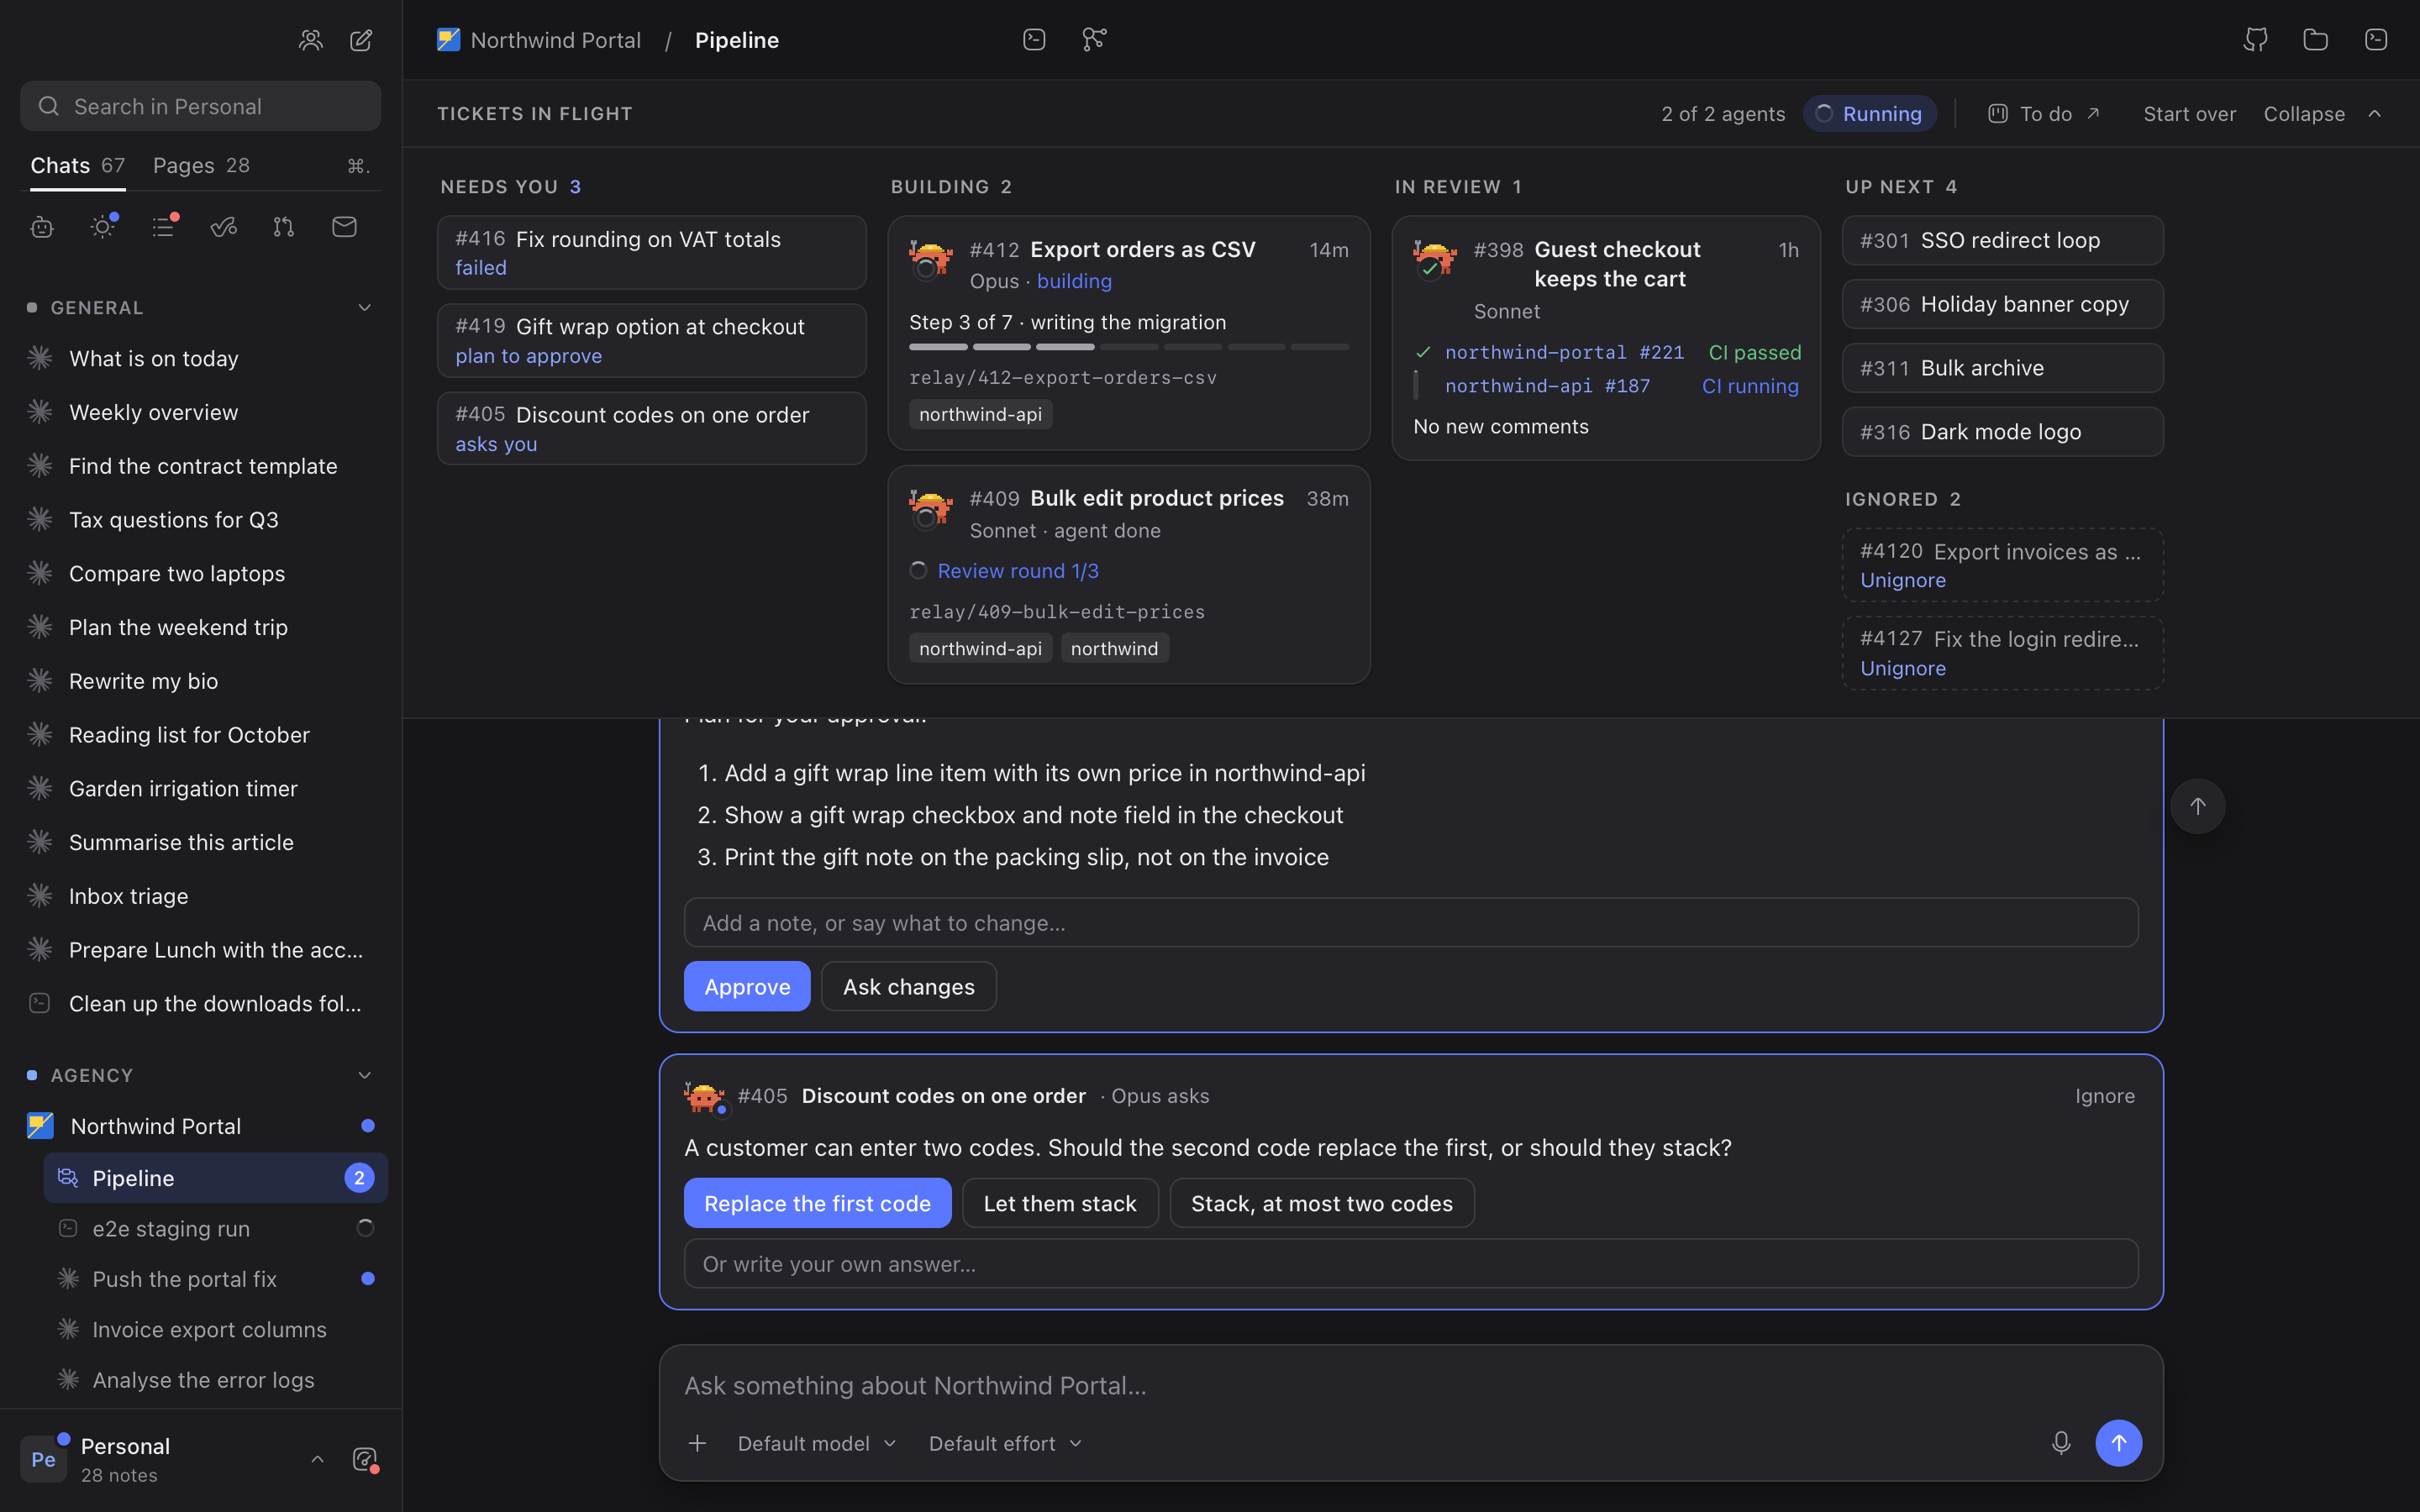 Northwind Portal / Pipeline
Search in Personal
Chats 67 Pages 28 ⌘.
GENERAL
What is on today
Weekly overview
Find the contract template
Tax questions for Q3
Compare two laptops
Plan the weekend trip
Rewrite my bio
Reading list for October
Garden irrigation timer
Summarise this article
Inbox triage
Prepare Lunch with the acc...
Clean up the downloads fol...
AGENCY
Northwind Portal
Pipeline 2
e2e staging run
Push the portal fix
Invoice export columns
Analyse the error logs
Pe Personal
28 notes
TICKETS IN FLIGHT
2 of 2 agents Running To do Start over Collapse
NEEDS YOU 3
#416 Fix rounding on VAT totals
failed
#419 Gift wrap option at checkout
plan to approve
#405 Discount codes on one order
asks you
BUILDING 2
#412 Export orders as CSV 14m
Opus · building
Step 3 of 7 · writing the migration
relay/412-export-orders-csv
northwind-api
#409 Bulk edit product prices 38m
Sonnet · agent done
Review round 1/3
relay/409-bulk-edit-prices
northwind-api northwind
IN REVIEW 1
#398 Guest checkout 1h
keeps the cart
Sonnet
northwind-portal #221 CI passed
northwind-api #187 CI running
No new comments
UP NEXT 4
#301 SSO redirect loop
#306 Holiday banner copy
#311 Bulk archive
#316 Dark mode logo
IGNORED 2
#4120 Export invoices as ...
Unignore
#4127 Fix the login redire...
Unignore
Plan for your approval.
1. Add a gift wrap line item with its own price in northwind-api
2. Show a gift wrap checkbox and note field in the checkout
3. Print the gift note on the packing slip, not on the invoice
Add a note, or say what to change...
Approve Ask changes
#405 Discount codes on one order · Opus asks Ignore
A customer can enter two codes. Should the second code replace the first, or should they stack?
Replace the first code Let them stack Stack, at most two codes
Or write your own answer...
Ask something about Northwind Portal...
Default model Default effort